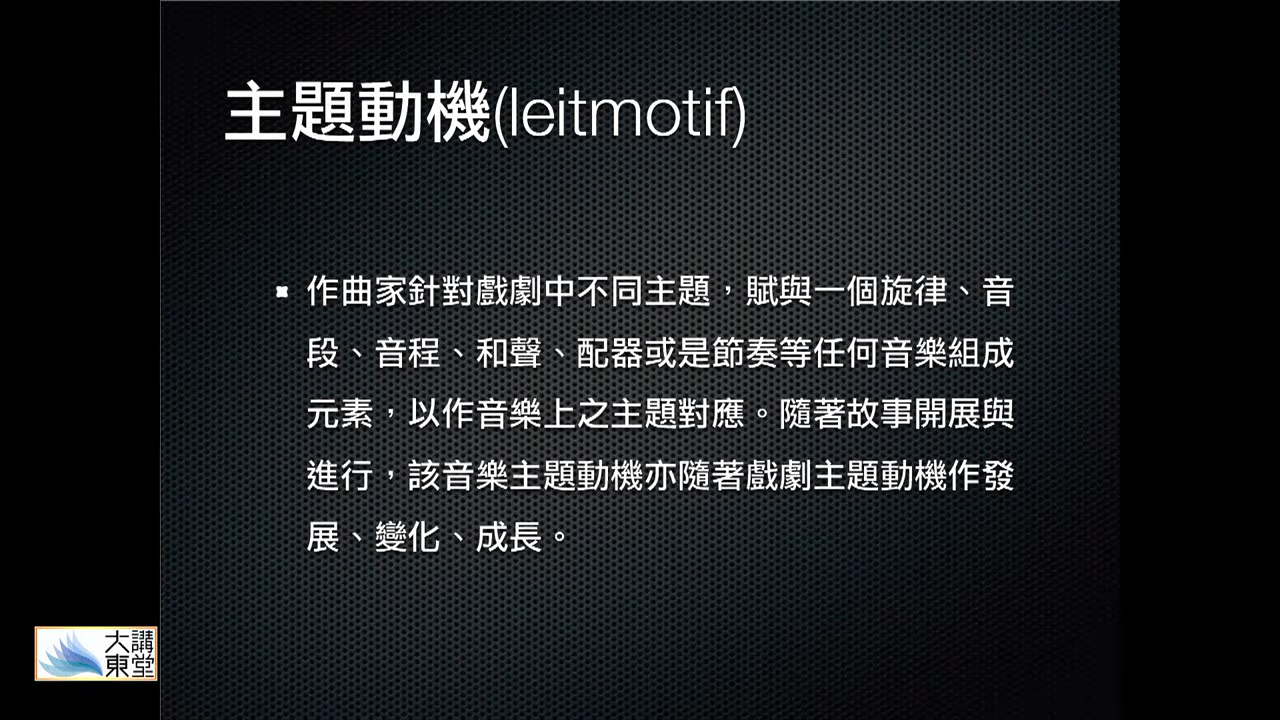 主題動機(leitmotif)
▪ 作曲家針對戲劇中不同主題，賦與一個旋律、音
段、音程、和聲、配器或是節奏等任何音樂組成
元素，以作音樂上之主題對應。隨著故事開展與
進行，該音樂主題動機亦隨著戲劇主題動機作發
展、變化、成長。
大講
東堂